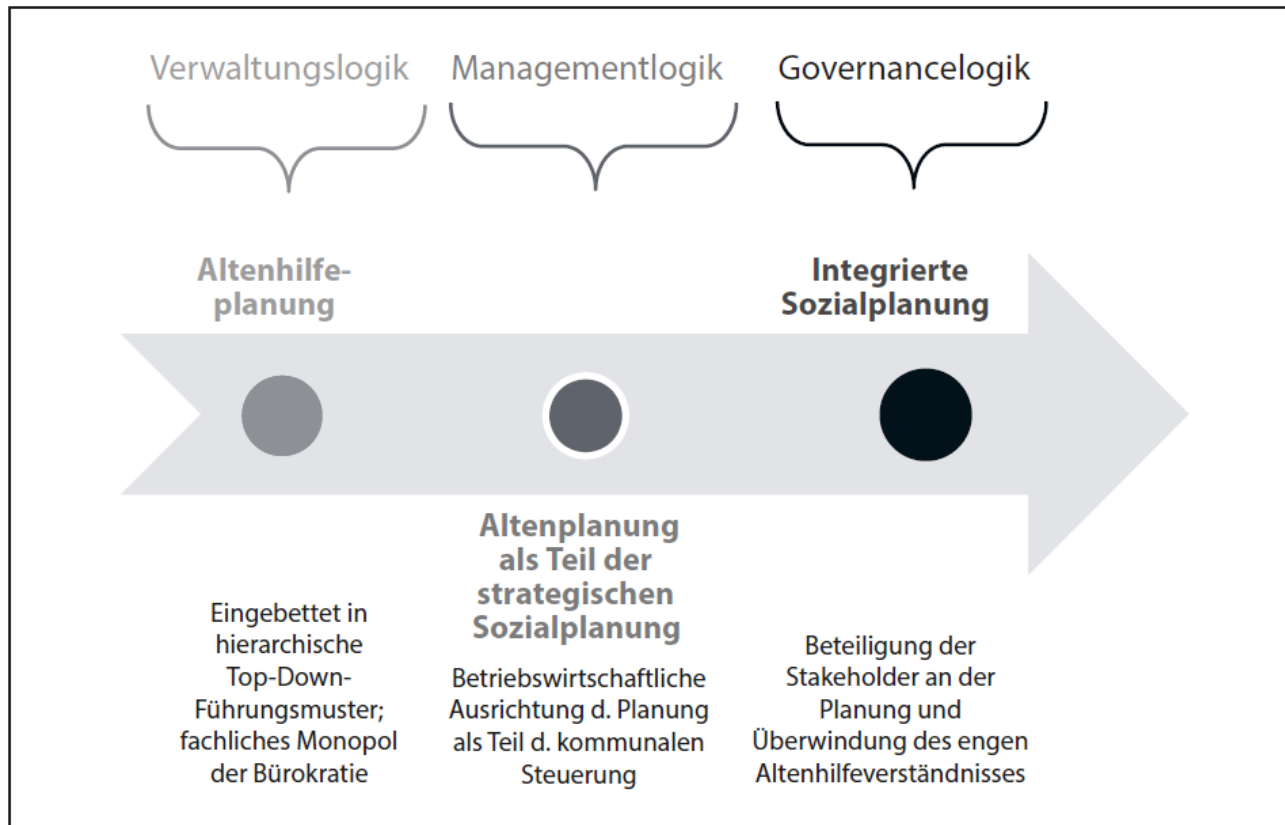 Verwaltungslogik
Managementlogik
Governancelogik
Altenhilfe-
planung
Integrierte
Sozialplanung
Altenplanung
als Teil der
strategischen
Sozialplanung
Eingebettet in
hierarchische
Top-Down-
Führungsmuster;
fachliches Monopol
der Bürokratie
Betriebswirtschaftliche
Ausrichtung d. Planung
als Teil d. kommunalen
Steuerung
Beteiligung der
Stakeholder an der
Planung und
Überwindung des engen
Altenhilfeverständnisses